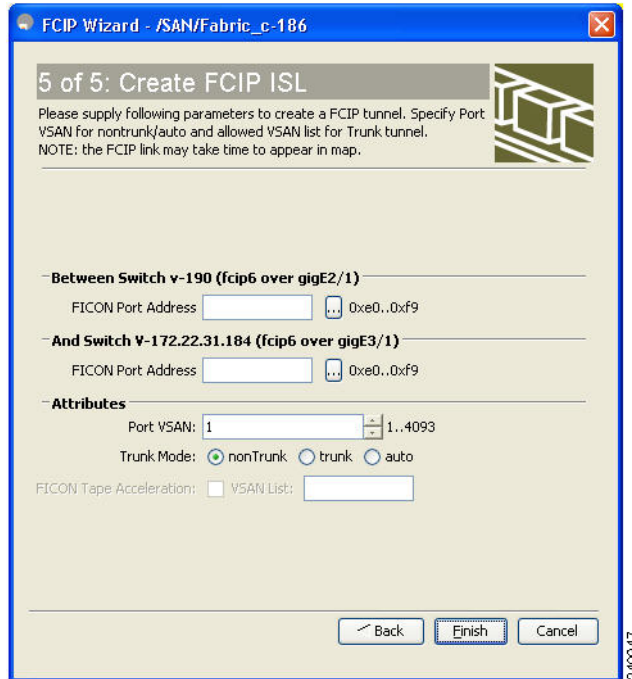 FCIP Wizard - /SAN/Fabric_c-186
5 of 5: Create FCIP ISL
Please supply following parameters to create a FCIP tunnel. Specify Port
VSAN for nontrunk/auto and allowed VSAN list for Trunk tunnel.
NOTE: the FCIP link may take time to appear in map.
Between Switch v-190 (fcip6 over gigE2/1)
FICON Port Address ... 0xe0..0xf9
And Switch V-172.22.31.184 (fcip6 over gigE3/1)
FICON Port Address ... 0xe0..0xf9
Attributes
Port VSAN: 1 1..4093
Trunk Mode: nonTrunk trunk auto
FICON Tape Acceleration: VSAN List:
Back Finish Cancel